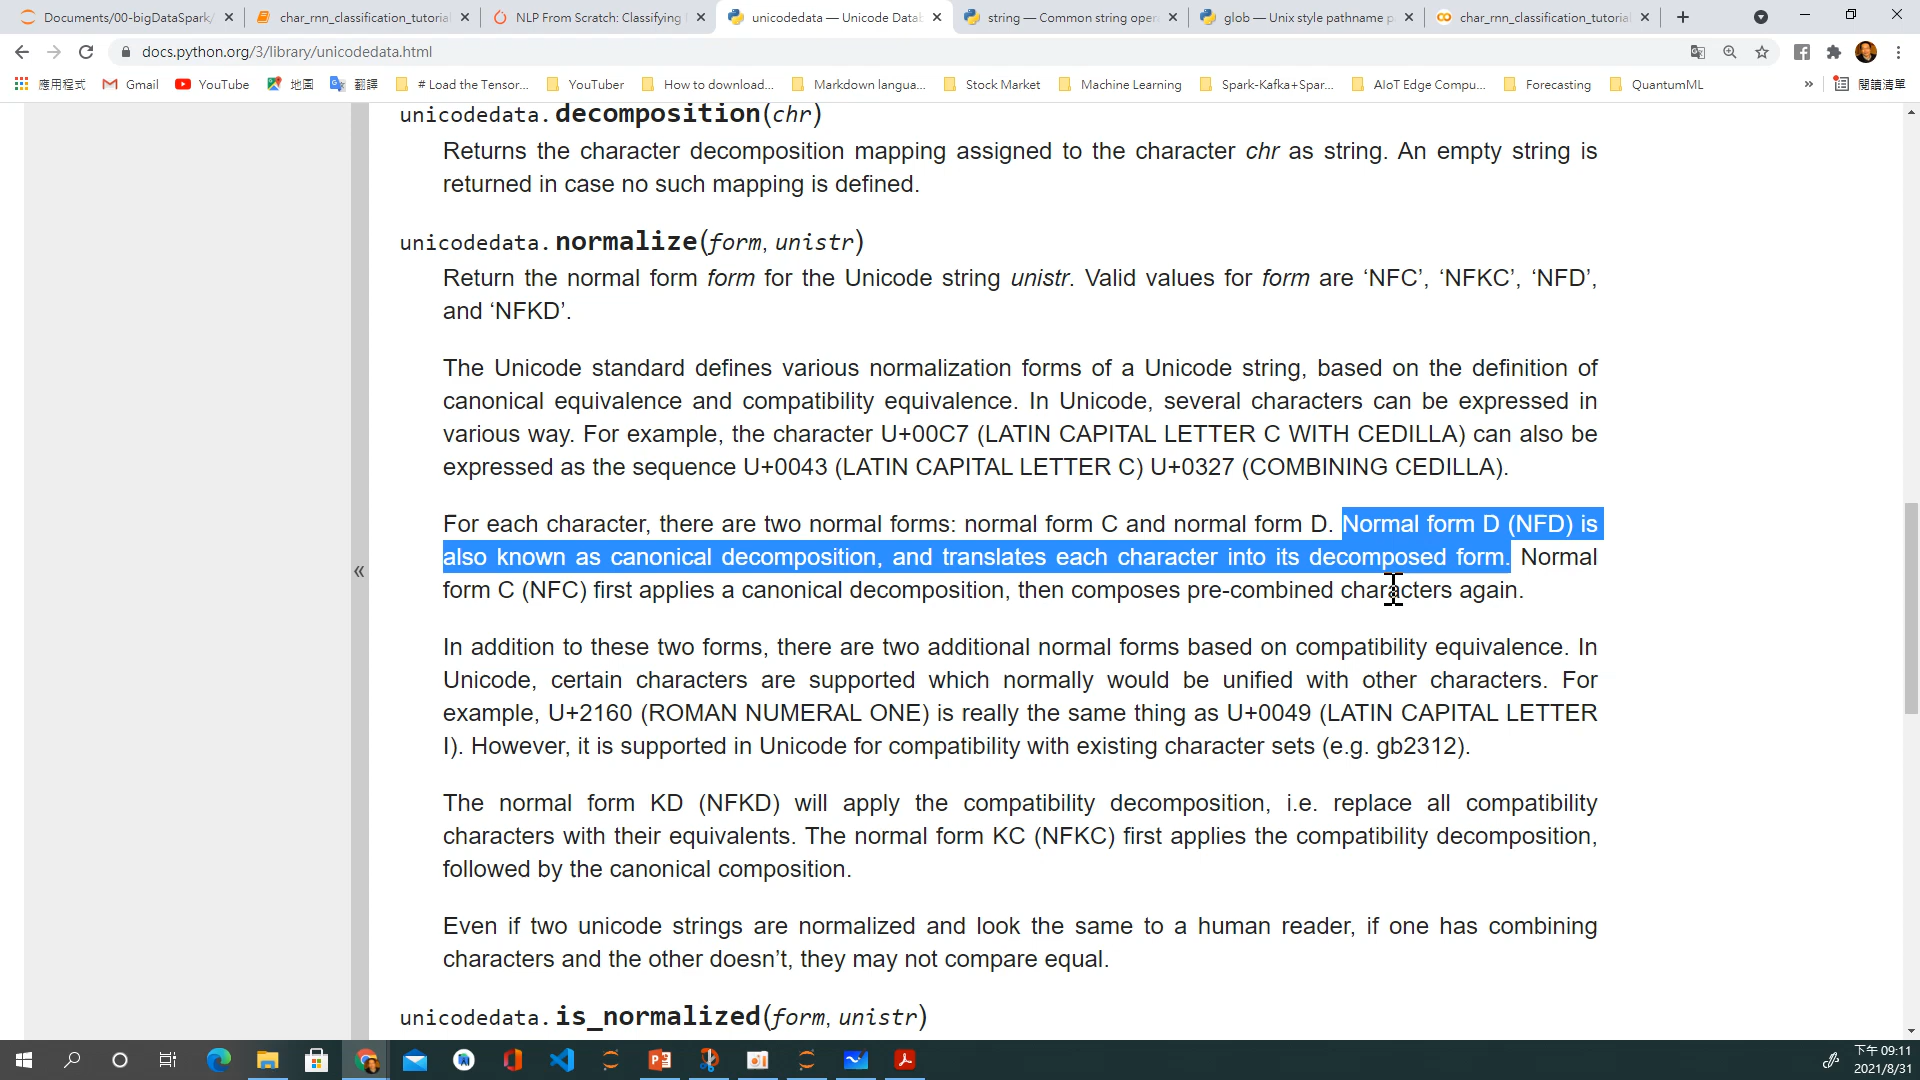 Documents/00-bigDataSpark/
char_rnn_classification_tutorial
NLP From Scratch: Classifying
unicodedata — Unicode Datab
string — Common string opera
glob — Unix style pathname p
char_rnn_classification_tutorial
docs.python.org/3/library/unicodedata.html
應用程式 Gmail YouTube 地圖 翻譯 # Load the Tensor... YouTuber How to download... Markdown langua... Stock Market Machine Learning Spark-Kafka+Spar... AIoT Edge Compu... Forecasting QuantumML » 閱讀清單
unicodedata.decomposition(chr)
Returns the character decomposition mapping assigned to the character chr as string. An empty string is
returned in case no such mapping is defined.
unicodedata.normalize(form, unistr)
Return the normal form form for the Unicode string unistr. Valid values for form are ‘NFC’, ‘NFKC’, ‘NFD’,
and ‘NFKD’.
The Unicode standard defines various normalization forms of a Unicode string, based on the definition of
canonical equivalence and compatibility equivalence. In Unicode, several characters can be expressed in
various way. For example, the character U+00C7 (LATIN CAPITAL LETTER C WITH CEDILLA) can also be
expressed as the sequence U+0043 (LATIN CAPITAL LETTER C) U+0327 (COMBINING CEDILLA).
For each character, there are two normal forms: normal form C and normal form D. Normal form D (NFD) is
also known as canonical decomposition, and translates each character into its decomposed form. Normal
form C (NFC) first applies a canonical decomposition, then composes pre-combined characters again.
«
In addition to these two forms, there are two additional normal forms based on compatibility equivalence. In
Unicode, certain characters are supported which normally would be unified with other characters. For
example, U+2160 (ROMAN NUMERAL ONE) is really the same thing as U+0049 (LATIN CAPITAL LETTER
I). However, it is supported in Unicode for compatibility with existing character sets (e.g. gb2312).
The normal form KD (NFKD) will apply the compatibility decomposition, i.e. replace all compatibility
characters with their equivalents. The normal form KC (NFKC) first applies the compatibility decomposition,
followed by the canonical composition.
Even if two unicode strings are normalized and look the same to a human reader, if one has combining
characters and the other doesn’t, they may not compare equal.
unicodedata.is_normalized(form, unistr)
下午 09:11
2021/8/31